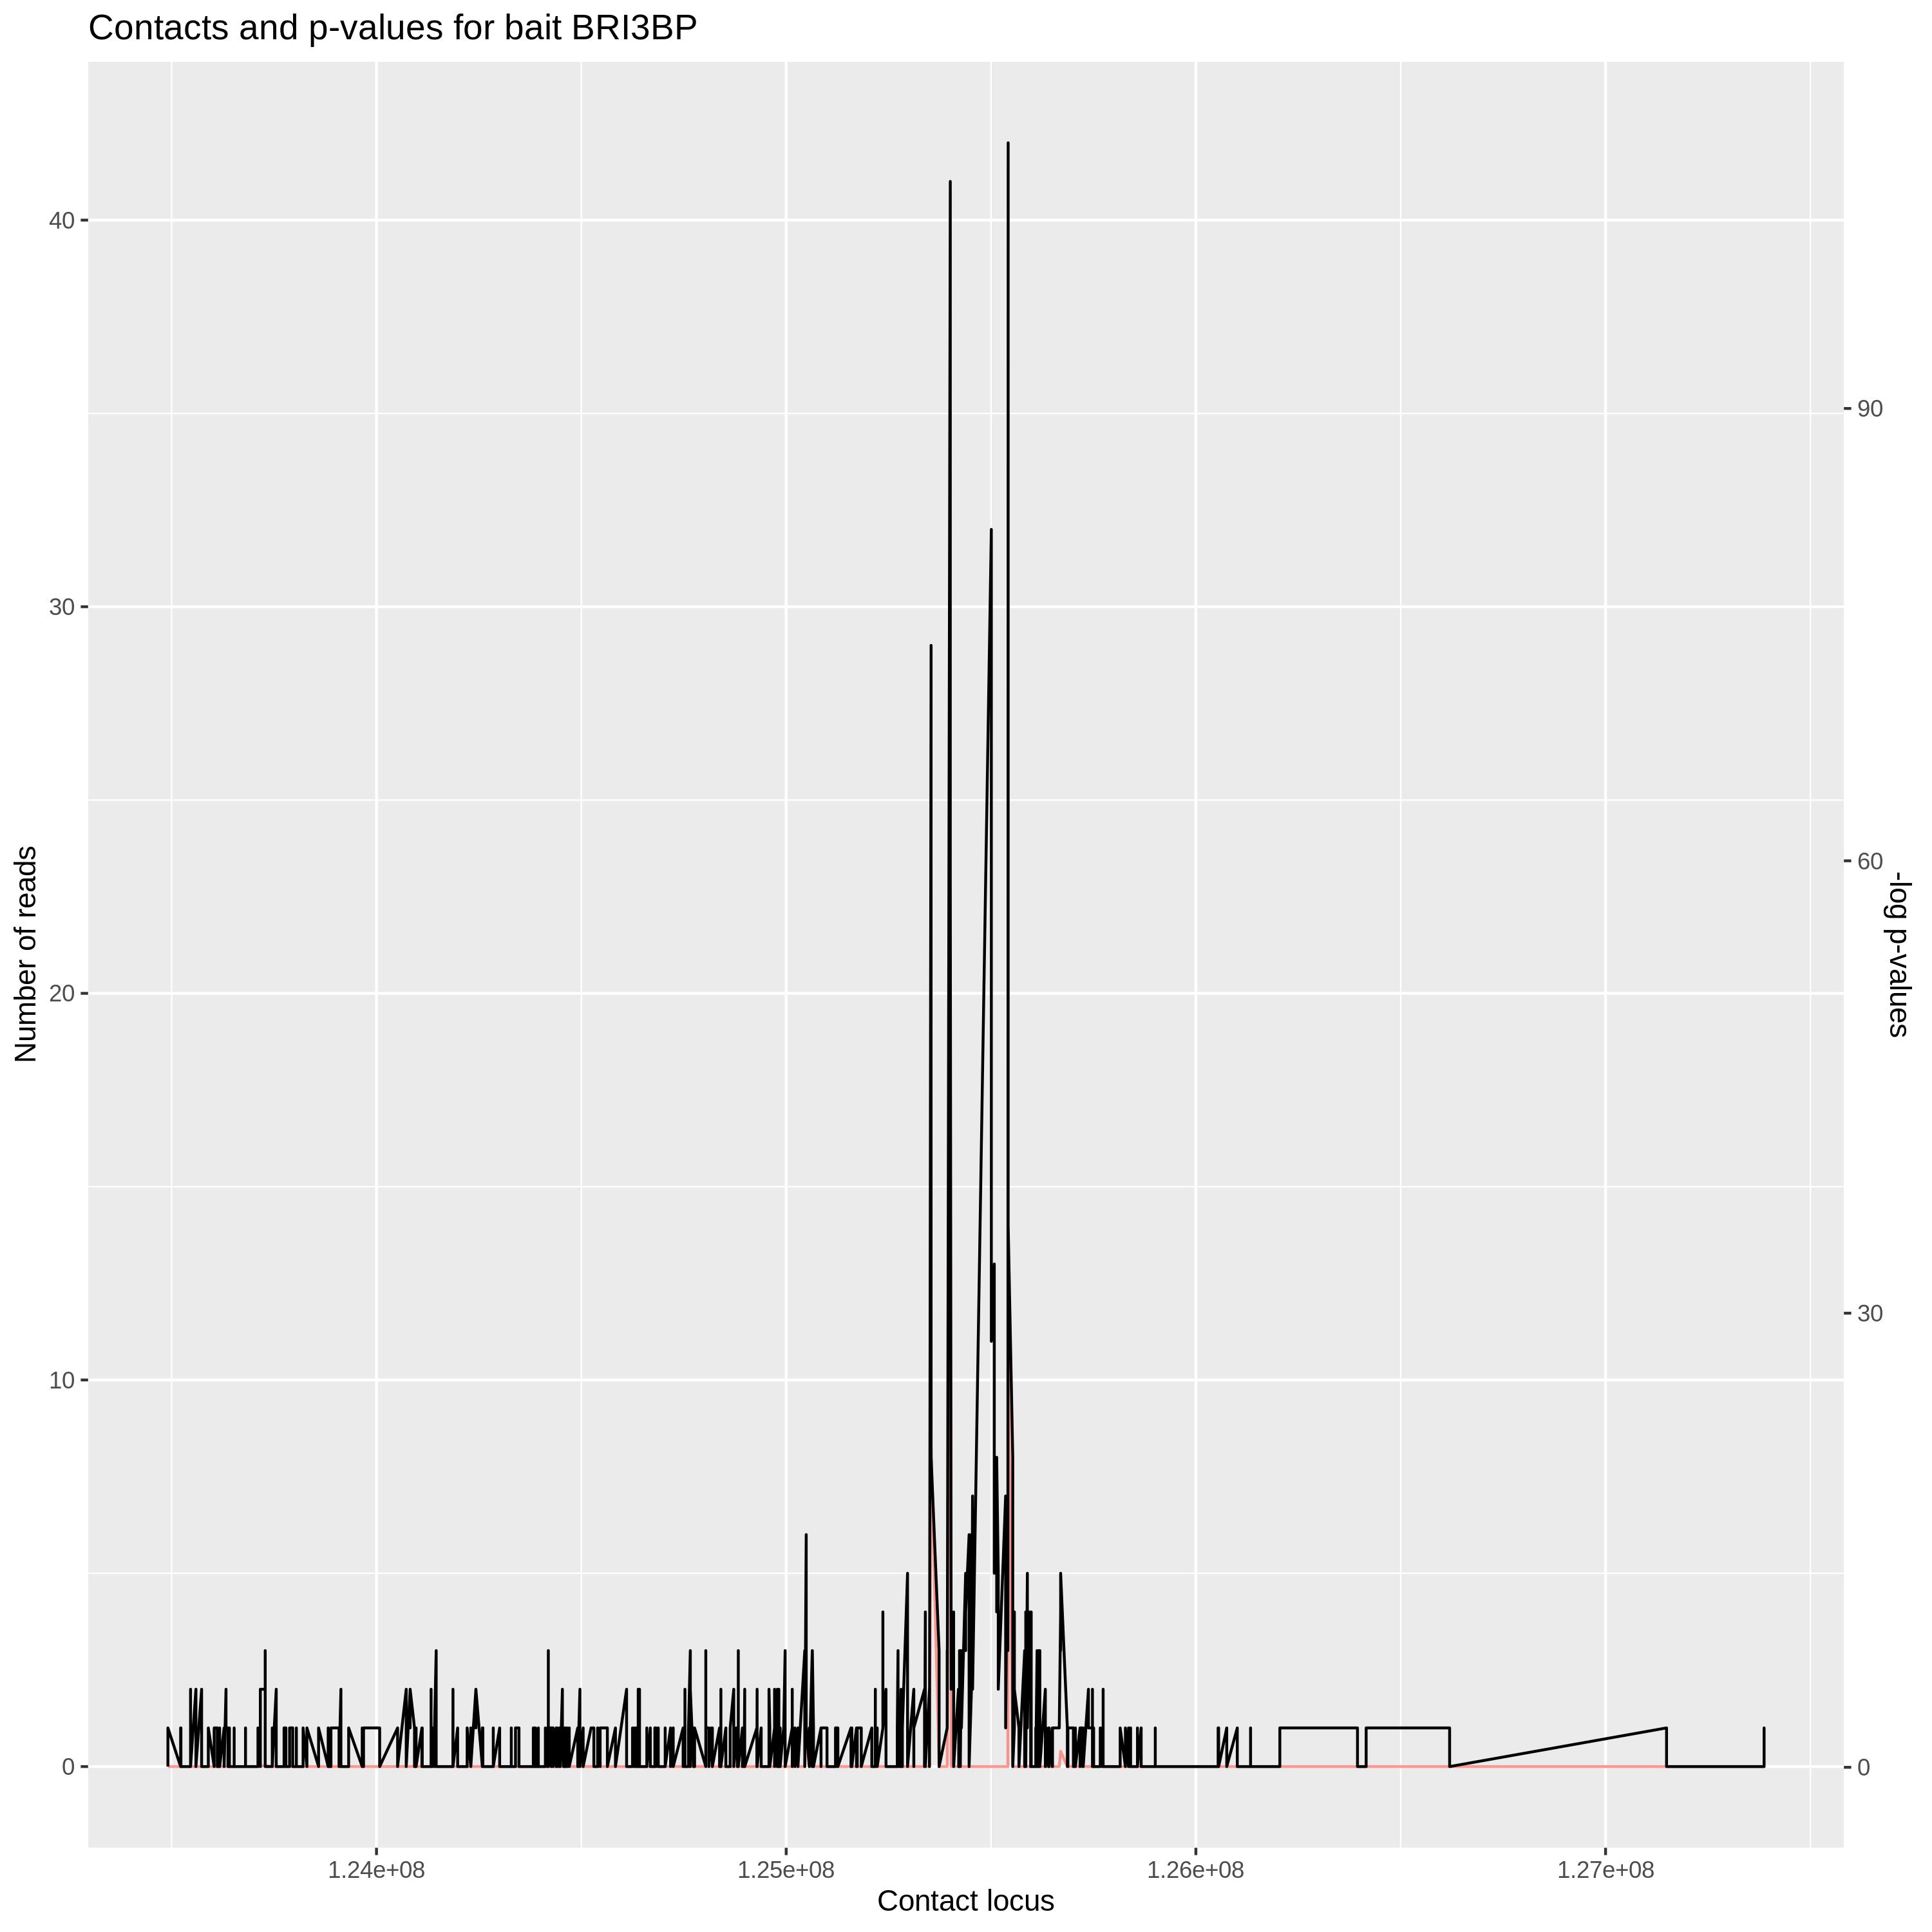 Contacts and p-values for bait BRI3BP
40
30
20
10
0
90
60
30
0
Number of reads
-log p-values
1.24e+08 1.25e+08 1.26e+08 1.27e+08
Contact locus